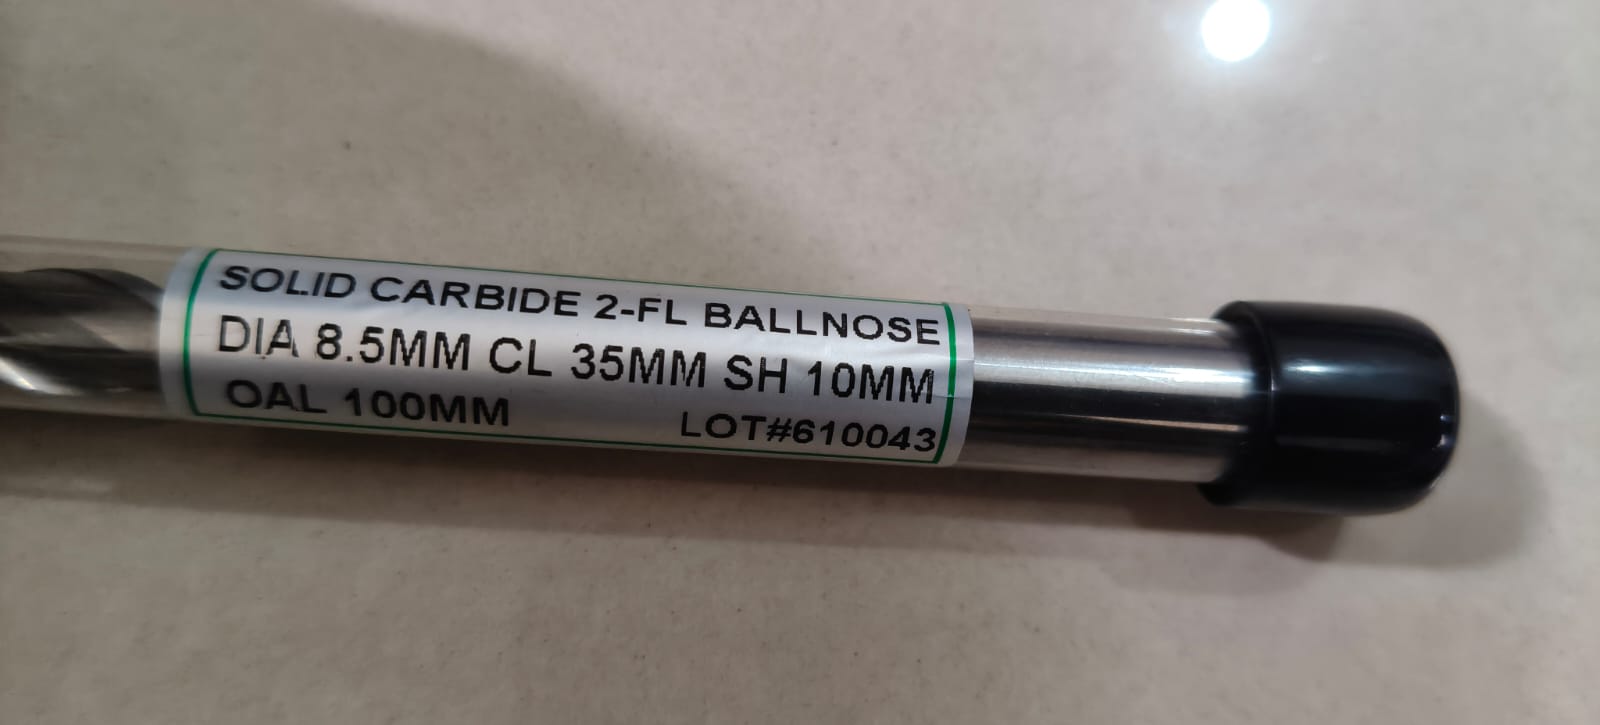 SOLID CARBIDE 2-FL BALLNOSE
DIA 8.5MM CL 35MM SH 10MM
OAL 100MM LOT#610043